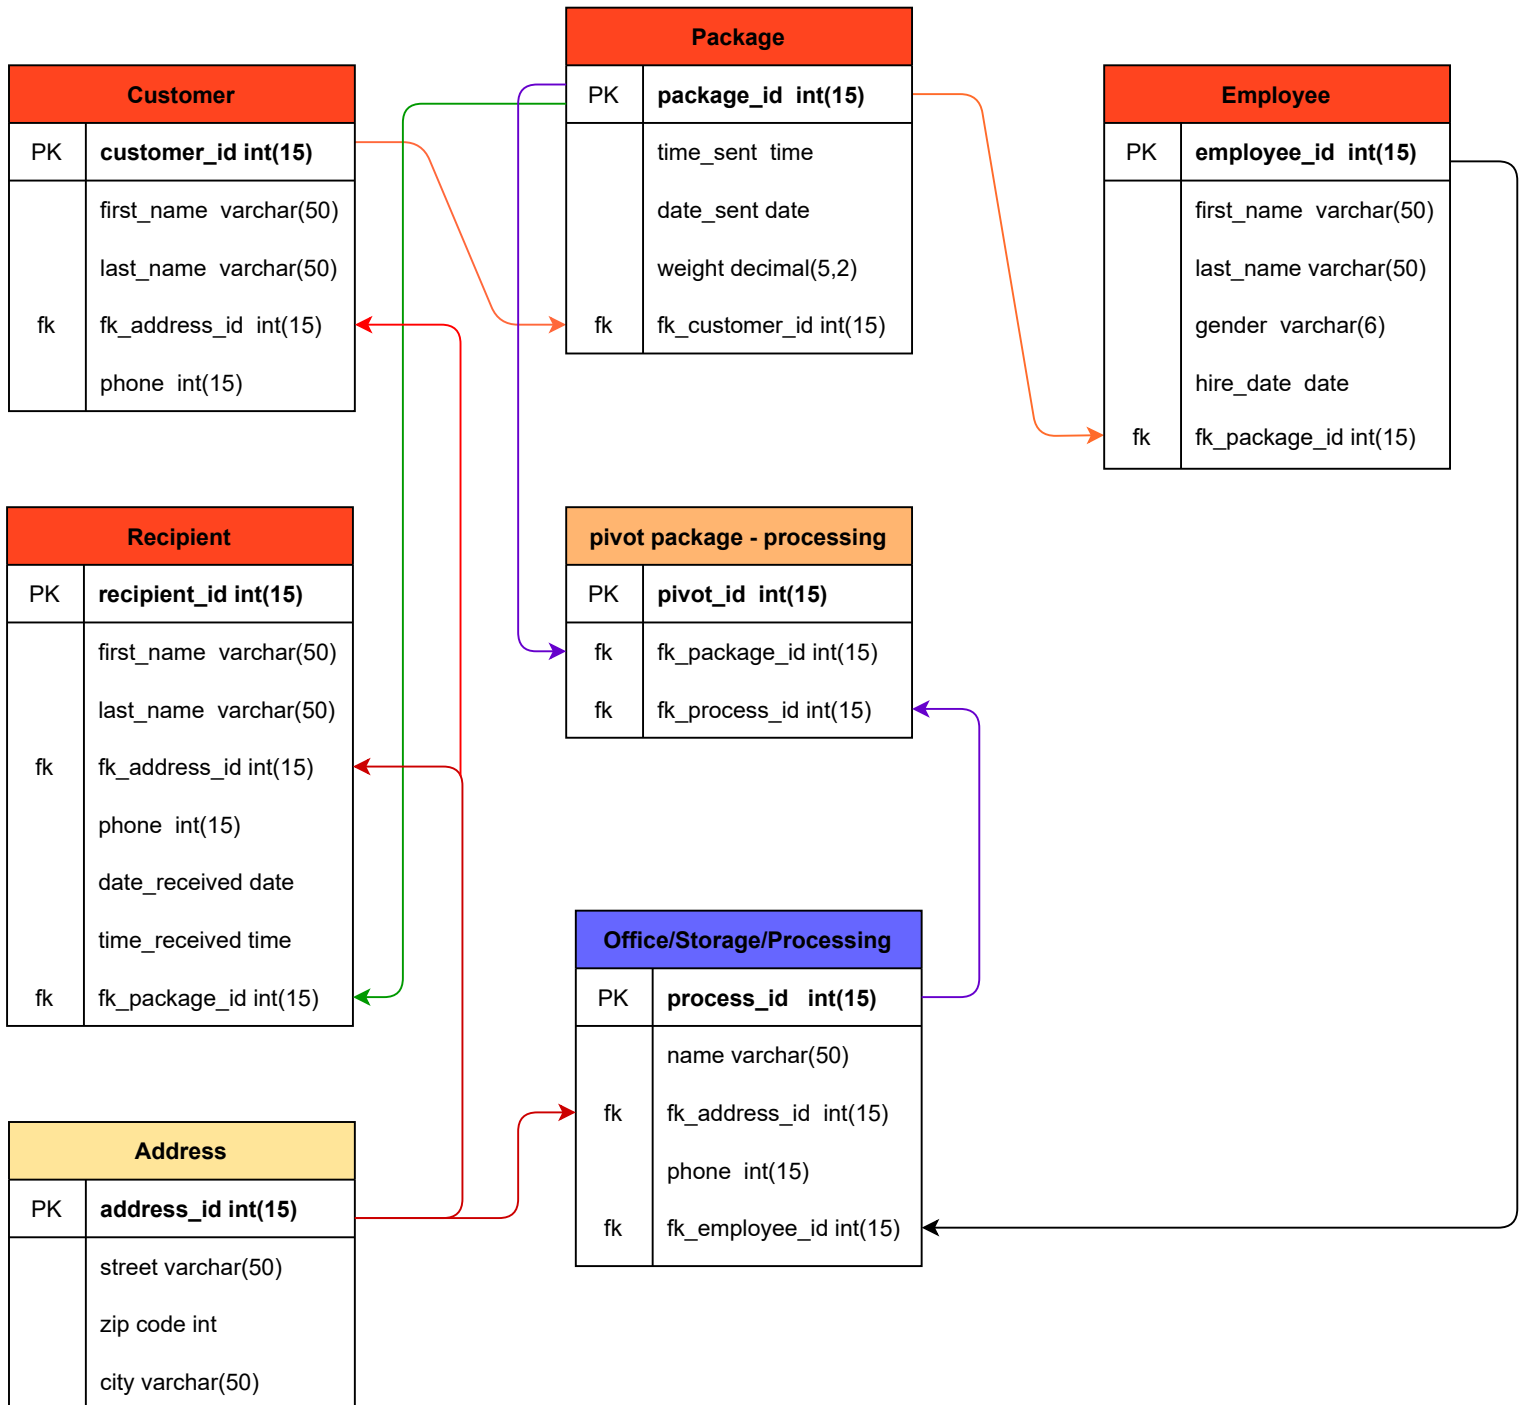 Package
PK package_id int(15)
time_sent time
date_sent date
weight decimal(5,2)
fk fk_customer_id int(15)
Customer
PK customer_id int(15)
first_name varchar(50)
last_name varchar(50)
fk fk_address_id int(15)
phone int(15)
Employee
PK employee_id int(15)
first_name varchar(50)
last_name varchar(50)
gender varchar(6)
hire_date date
fk fk_package_id int(15)
Recipient
PK recipient_id int(15)
first_name varchar(50)
last_name varchar(50)
fk fk_address_id int(15)
phone int(15)
date_received date
time_received time
fk fk_package_id int(15)
pivot package - processing
PK pivot_id int(15)
fk fk_package_id int(15)
fk fk_process_id int(15)
Office/Storage/Processing
PK process_id int(15)
name varchar(50)
fk fk_address_id int(15)
phone int(15)
fk fk_employee_id int(15)
Address
PK address_id int(15)
street varchar(50)
zip code int
city varchar(50)